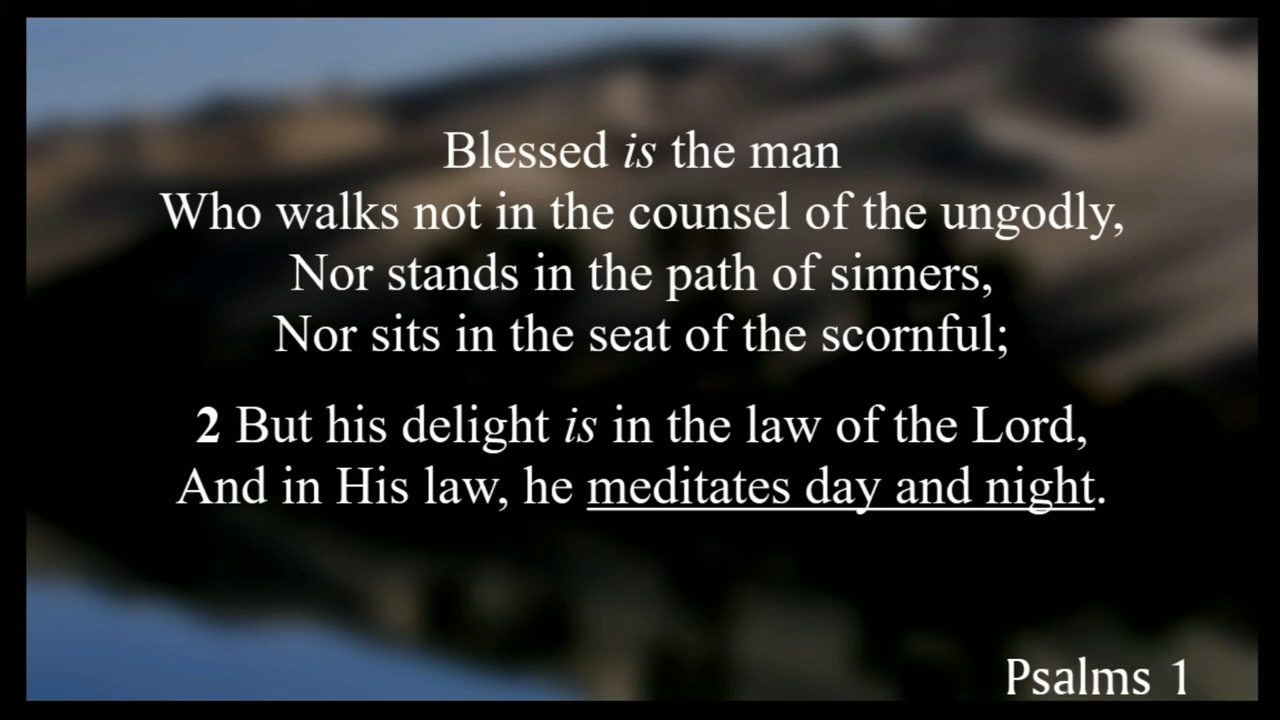 Blessed is the man
Who walks not in the counsel of the ungodly,
Nor stands in the path of sinners,
Nor sits in the seat of the scornful;
2 But his delight is in the law of the Lord,
And in His law, he meditates day and night.
Psalms 1